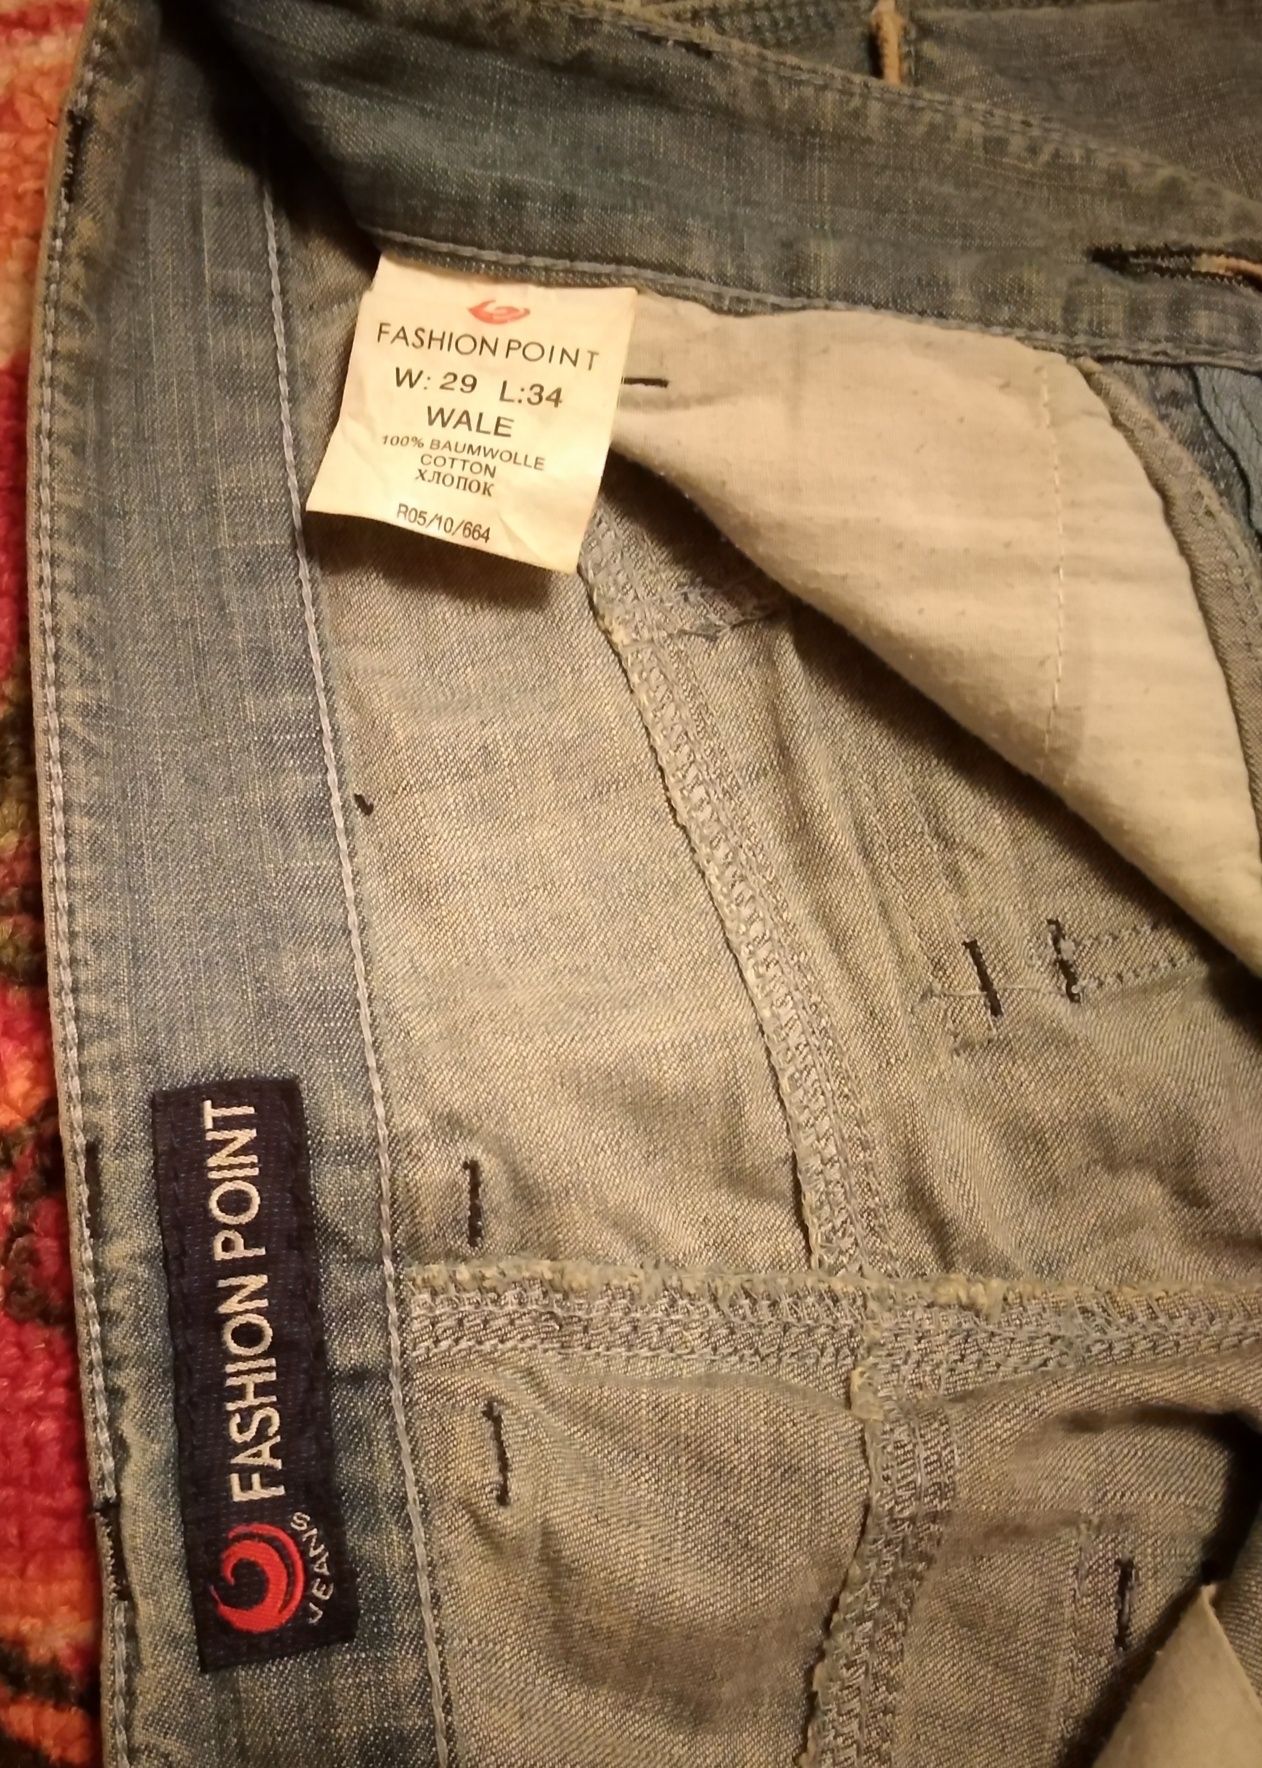 FASHION POINT
W: 29 L:34
WALE
100% BAUMWOLLE
COTTON
ХЛОПОК
R05/10/664
FASHION POINT
JEANS